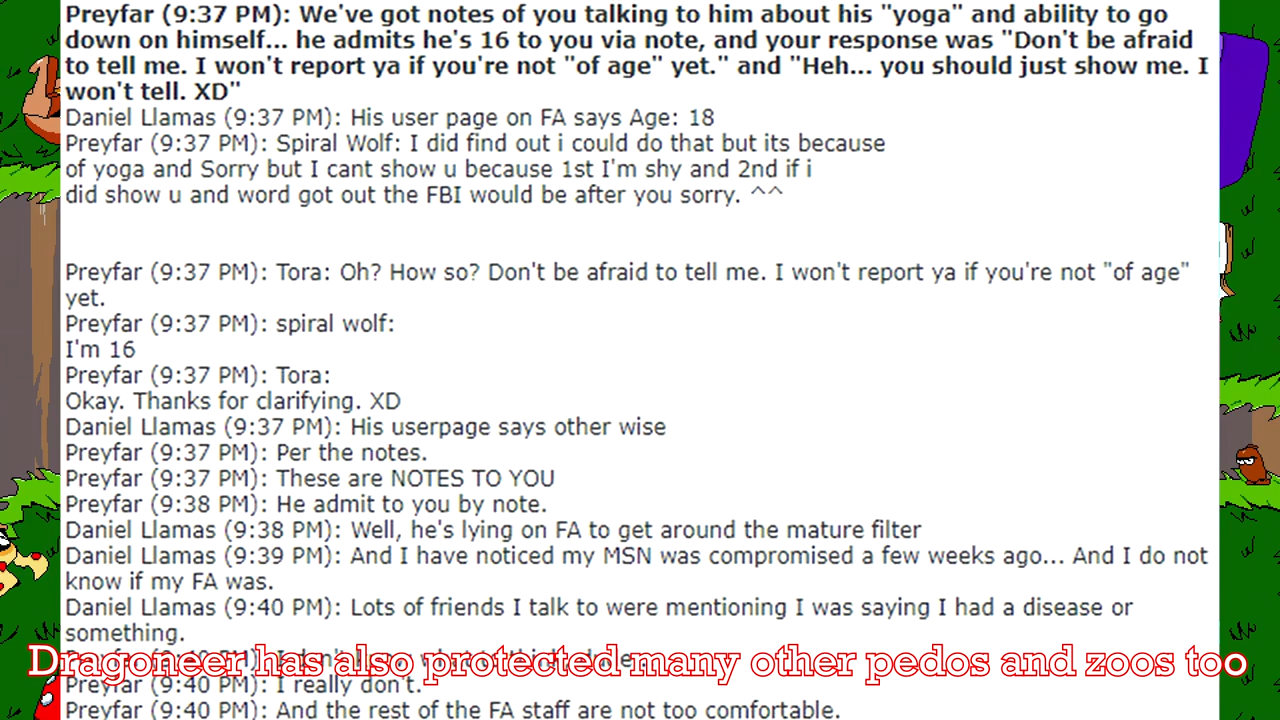 Preyfar (9:37 PM): We've got notes of you talking to him about his "yoga" and ability to go
down on himself... he admits he's 16 to you via note, and your response was "Don't be afraid
to tell me. I won't report ya if you're not "of age" yet." and "Heh... you should just show me. I
won't tell. XD"
Daniel Llamas (9:37 PM): His user page on FA says Age: 18
Preyfar (9:37 PM): Spiral Wolf: I did find out i could do that but its because
of yoga and Sorry but I cant show u because 1st I'm shy and 2nd if i
did show u and word got out the FBI would be after you sorry. ^^
Preyfar (9:37 PM): Tora: Oh? How so? Don't be afraid to tell me. I won't report ya if you're not "of age"
yet.
Preyfar (9:37 PM): spiral wolf:
I'm 16
Preyfar (9:37 PM): Tora:
Okay. Thanks for clarifying. XD
Daniel Llamas (9:37 PM): His userpage says other wise
Preyfar (9:37 PM): Per the notes.
Preyfar (9:37 PM): These are NOTES TO YOU
Preyfar (9:38 PM): He admit to you by note.
Daniel Llamas (9:38 PM): Well, he's lying on FA to get around the mature filter
Daniel Llamas (9:39 PM): And I have noticed my MSN was compromised a few weeks ago... And I do not
know if my FA was.
Daniel Llamas (9:40 PM): Lots of friends I talk to were mentioning I was saying I had a disease or
something.
Dragoneer has also protected many other pedos and zoos too
Preyfar (9:40 PM): I really don't.
Preyfar (9:40 PM): And the rest of the FA staff are not too comfortable.